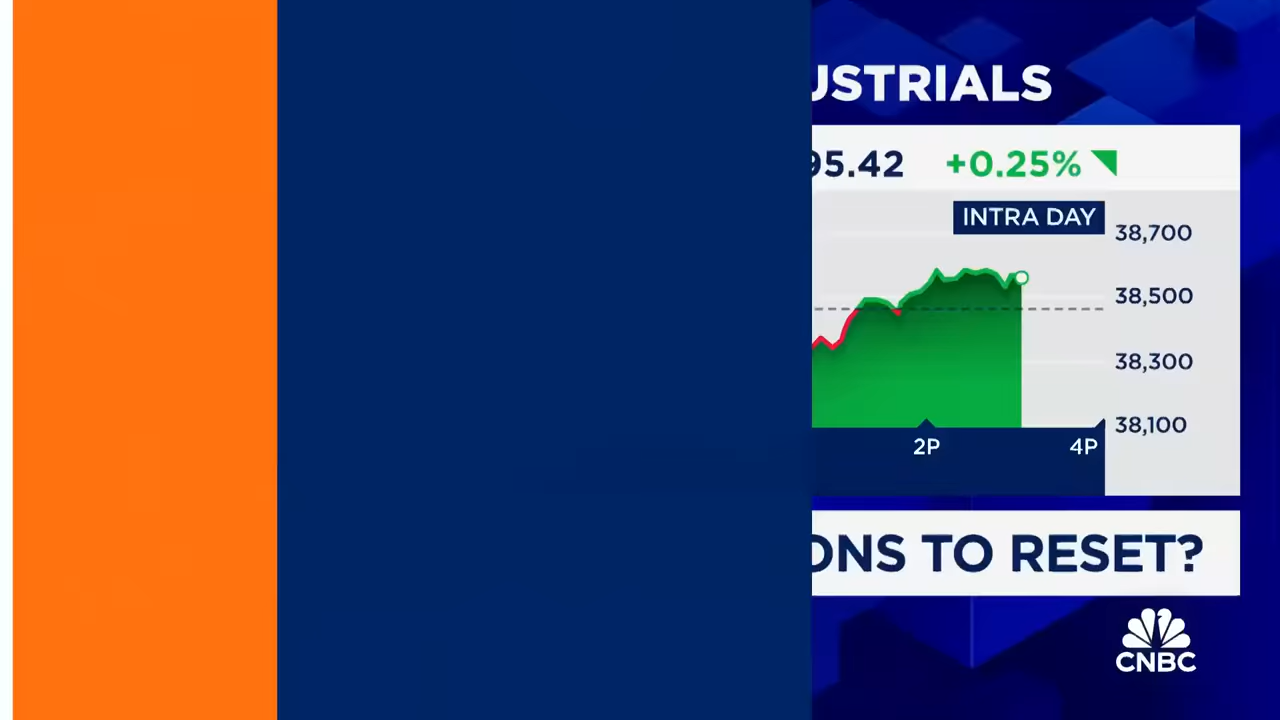 USTRIALS
95.42 +0.25%
INTRA DAY
38,700
38,500
38,300
38,100
2P 4P
ONS TO RESET?
CNBC